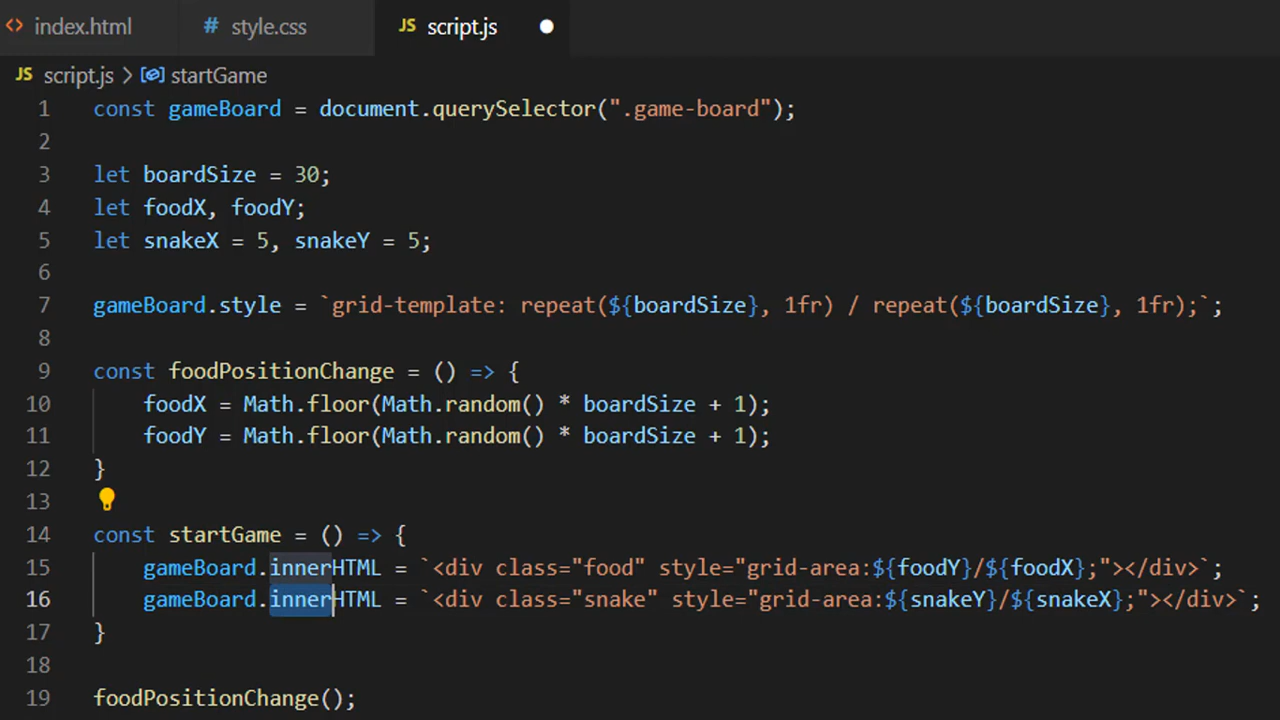 <> index.html # style.css JS script.js
JS script.js > startGame
1 const gameBoard = document.querySelector(".game-board");
2
3 let boardSize = 30;
4 let foodX, foodY;
5 let snakeX = 5, snakeY = 5;
6
7 gameBoard.style = `grid-template: repeat(${boardSize}, 1fr) / repeat(${boardSize}, 1fr);`;
8
9 const foodPositionChange = () => {
10 foodX = Math.floor(Math.random() * boardSize + 1);
11 foodY = Math.floor(Math.random() * boardSize + 1);
12 }
13
14 const startGame = () => {
15 gameBoard.innerHTML = `<div class="food" style="grid-area:${foodY}/${foodX};"></div>`;
16 gameBoard.innerHTML = `<div class="snake" style="grid-area:${snakeY}/${snakeX};"></div>`;
17 }
18
19 foodPositionChange();